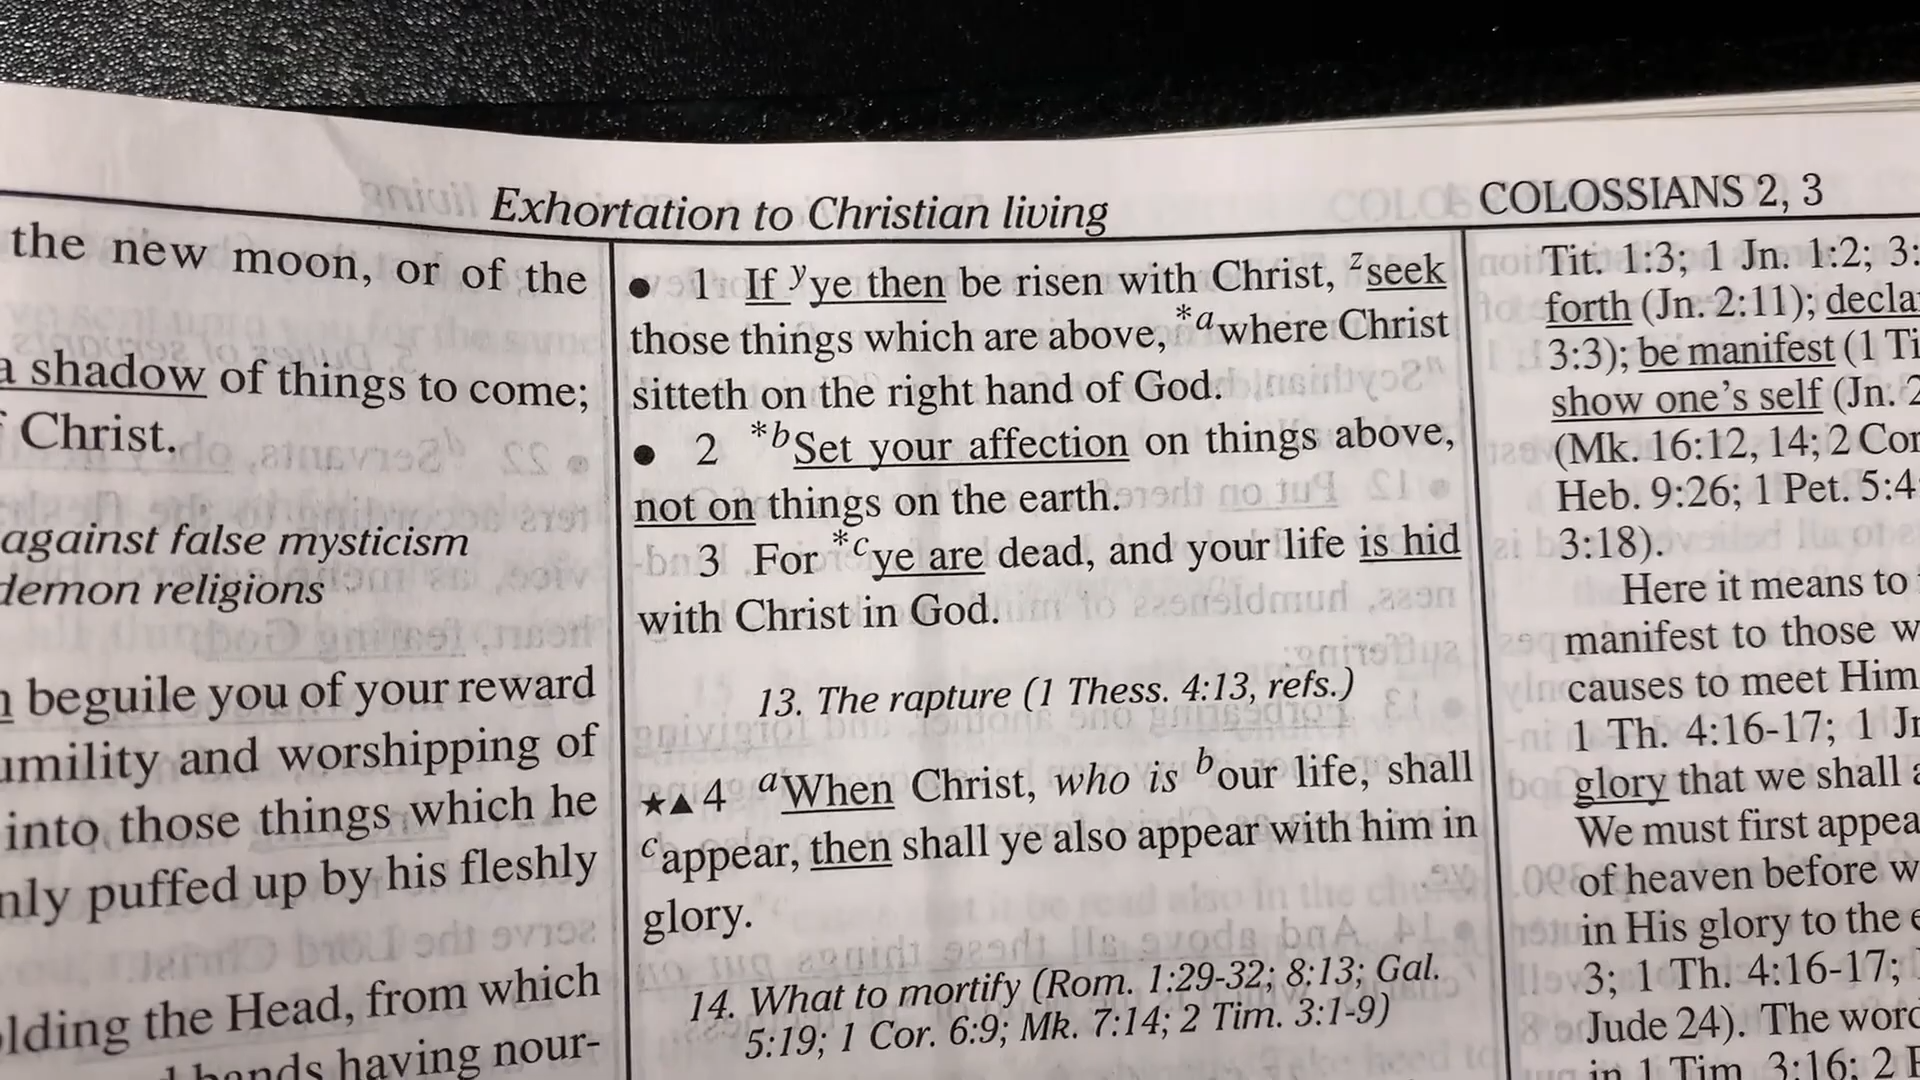 Exhortation to Christian living
COLOSSIANS 2, 3
the new moon, or of the
a shadow of things to come;
Christ.
against false mysticism
demon religions
beguile you of your reward
and worshipping of
into those things which he
puffed up by his fleshly
the Head, from which
bands having nour-
● 1 If y ye then be risen with Christ, z seek
those things which are above, *a where Christ
sitteth on the right hand of God.
● 2 *b Set your affection on things above,
not on things on the earth.
3 For *c ye are dead, and your life is hid
with Christ in God.
13. The rapture (1 Thess. 4:13, refs.)
★▲ 4 a When Christ, who is b our life, shall
c appear, then shall ye also appear with him in
glory.
14. What to mortify (Rom. 1:29-32; 8:13; Gal.
5:19; 1 Cor. 6:9; Mk. 7:14; 2 Tim. 3:1-9)
Tit. 1:3; 1 Jn. 1:2; 3:
forth (Jn. 2:11);
3:3); be manifest (1
show one's self (Jn.
(Mk. 16:12, 14; 2
Heb. 9:26; 1 Pet. 5:4
3:18).
Here it means to
manifest to those
causes to meet Him
1 Th. 4:16-17; 1
glory that we shall
We must first
of heaven before
in His glory to the
3; 1 Th. 4:16-17;
Jude 24). The
in 1 Tim. 3:16; 2